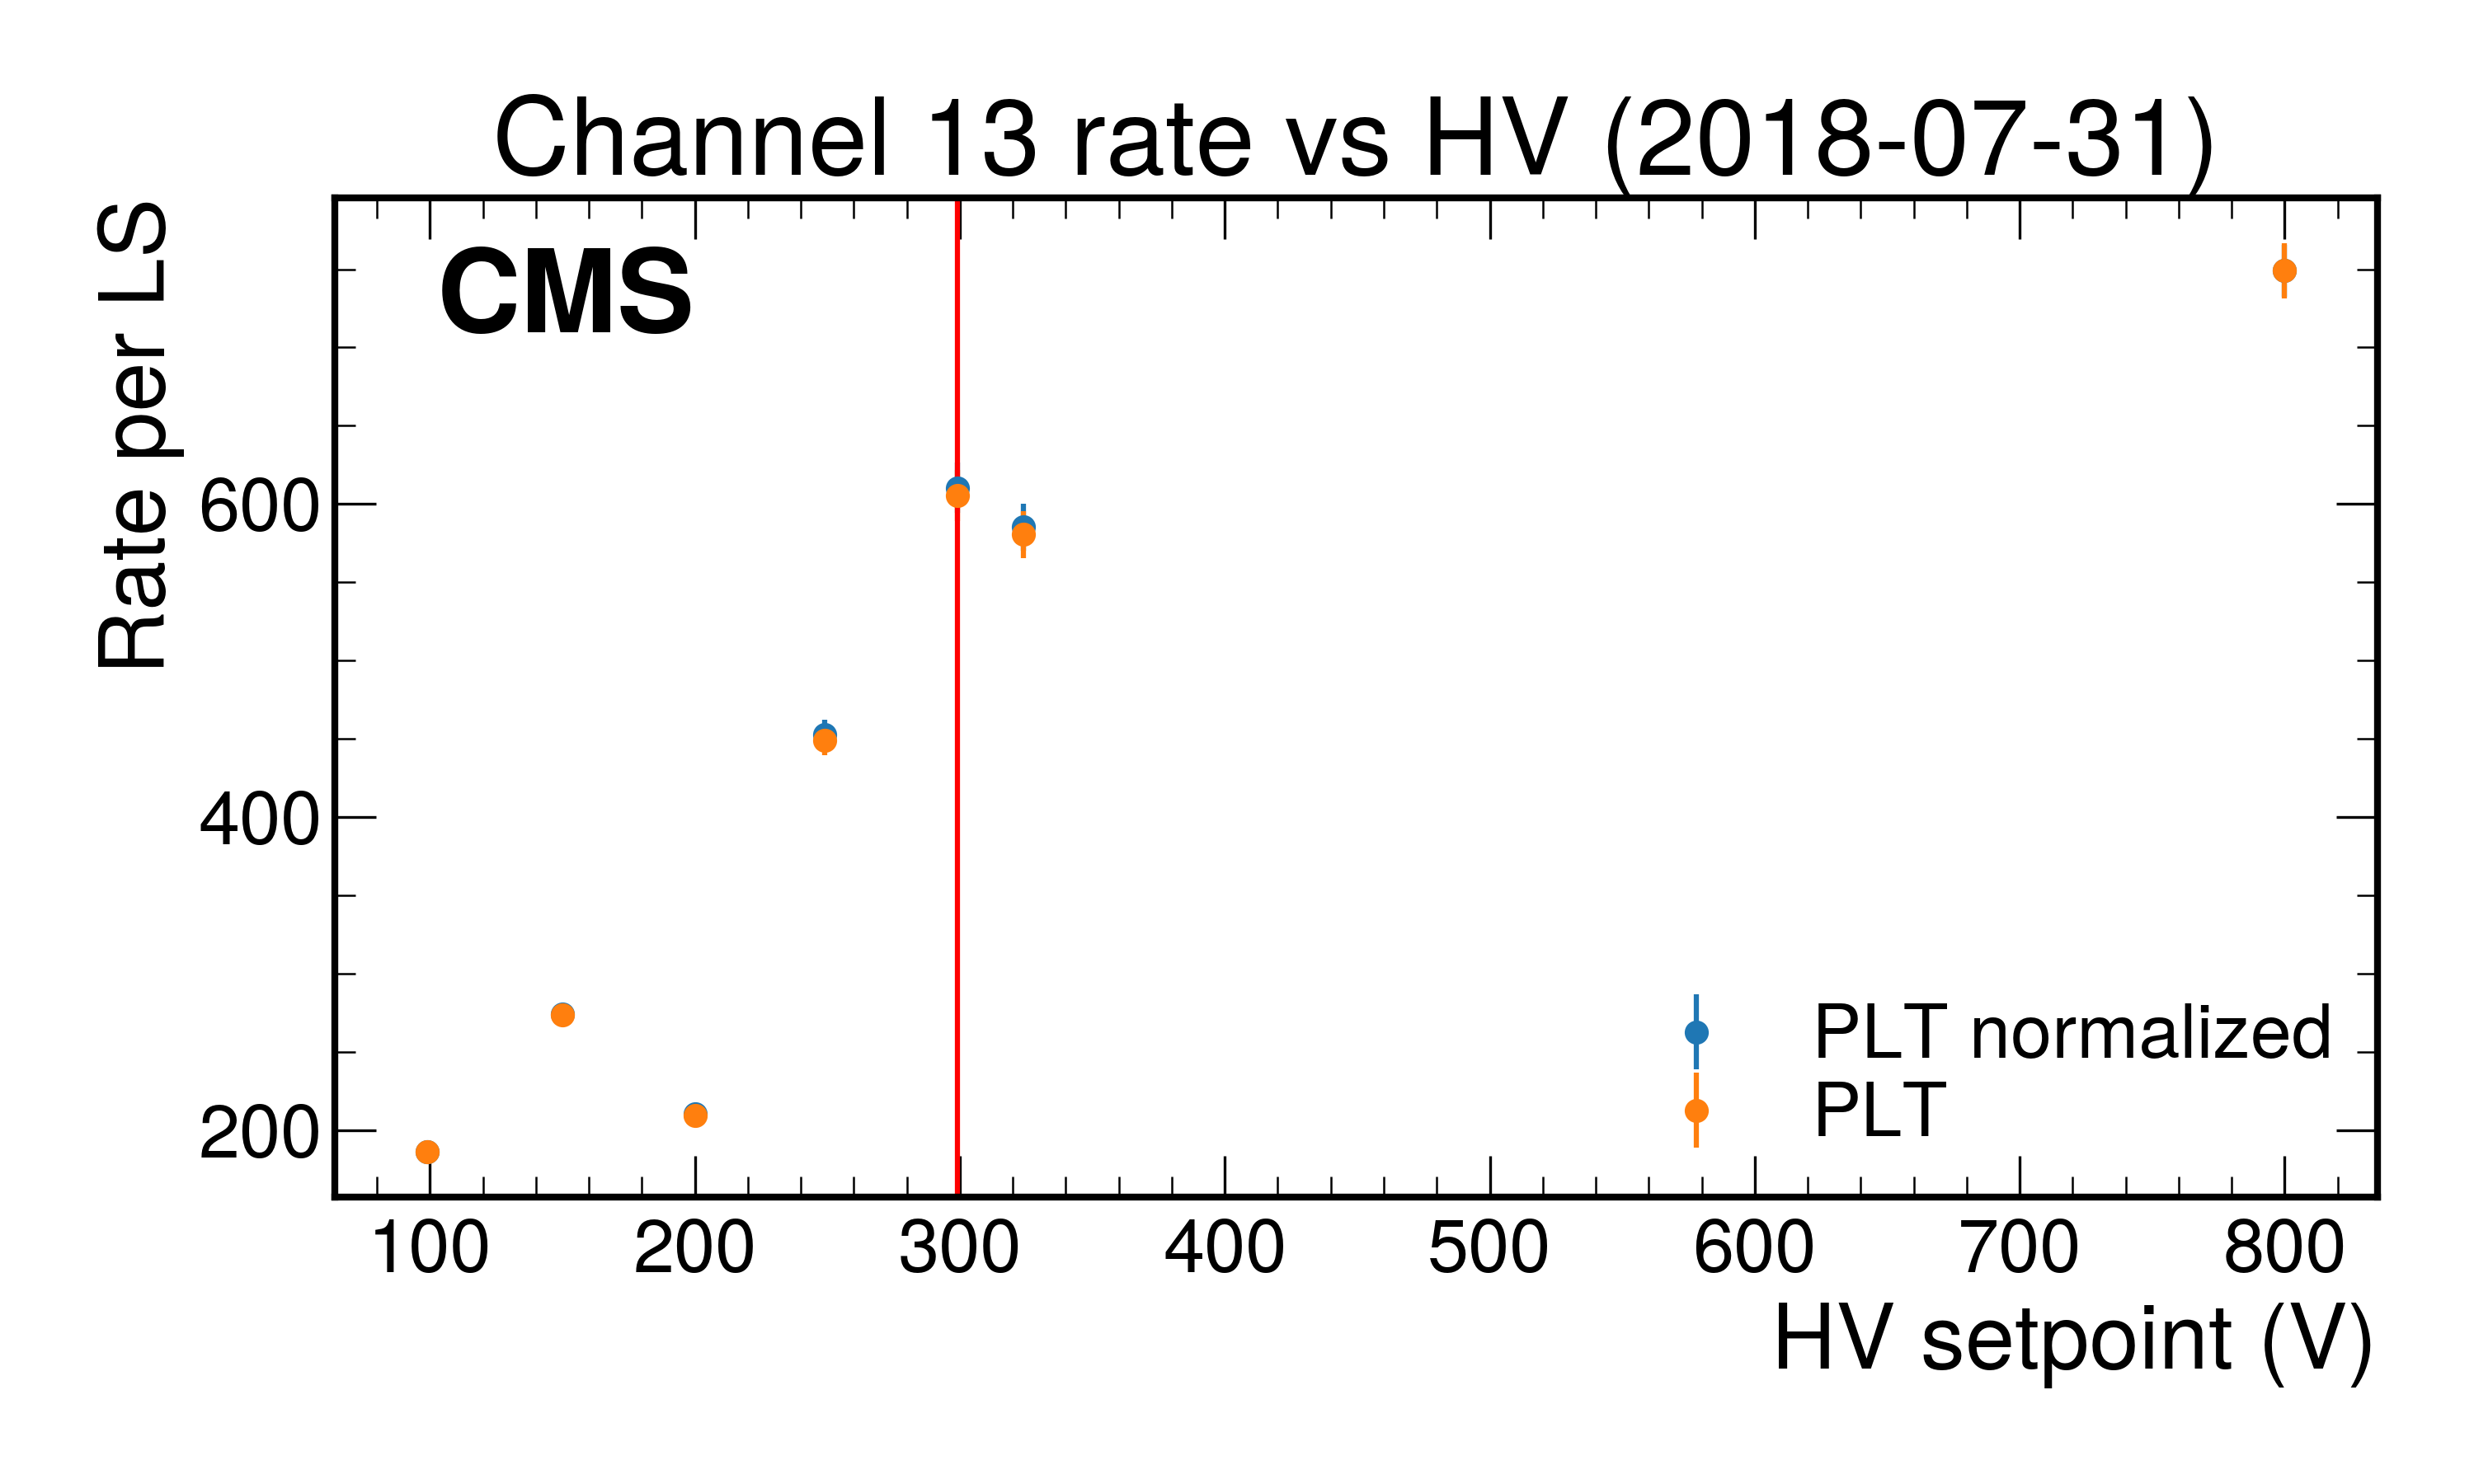 Channel 13 rate vs HV (2018-07-31)
CMS
Rate per LS
600
400
200
PLT normalized
PLT
100 200 300 400 500 600 700 800
HV setpoint (V)